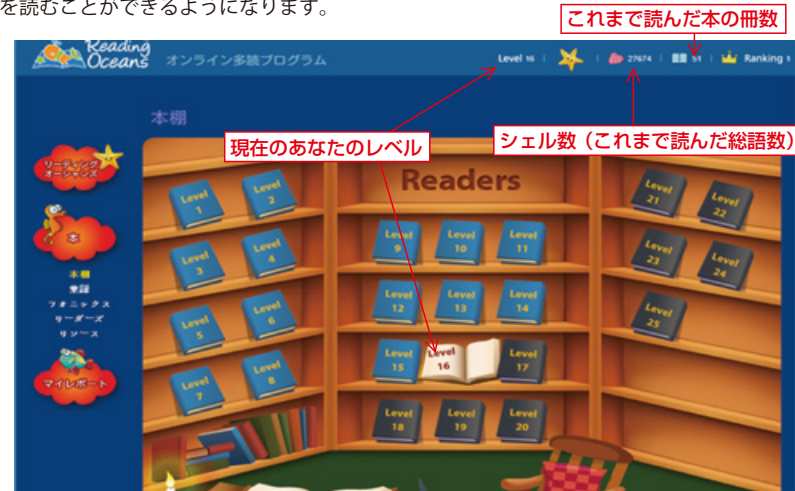 を読むことができるようになります。
これまで読んだ本の冊数
Reading
Oceans
オンライン多読プログラム
Level 16
27674
51
Ranking 1
本棚
現在のあなたのレベル
シェル数（これまで読んだ総語数）
リーディング
オーシャンズ
Readers
Level
1
Level
2
Level
21
Level
22
本
Level
3
Level
4
Level
9
Level
10
Level
11
Level
23
Level
24
本棚
童謡
フォニックス
リーダーズ
リソース
Level
5
Level
6
Level
12
Level
13
Level
14
Level
25
マイレポート
Level
7
Level
8
Level
15
Level
16
Level
17
Level
18
Level
19
Level
20